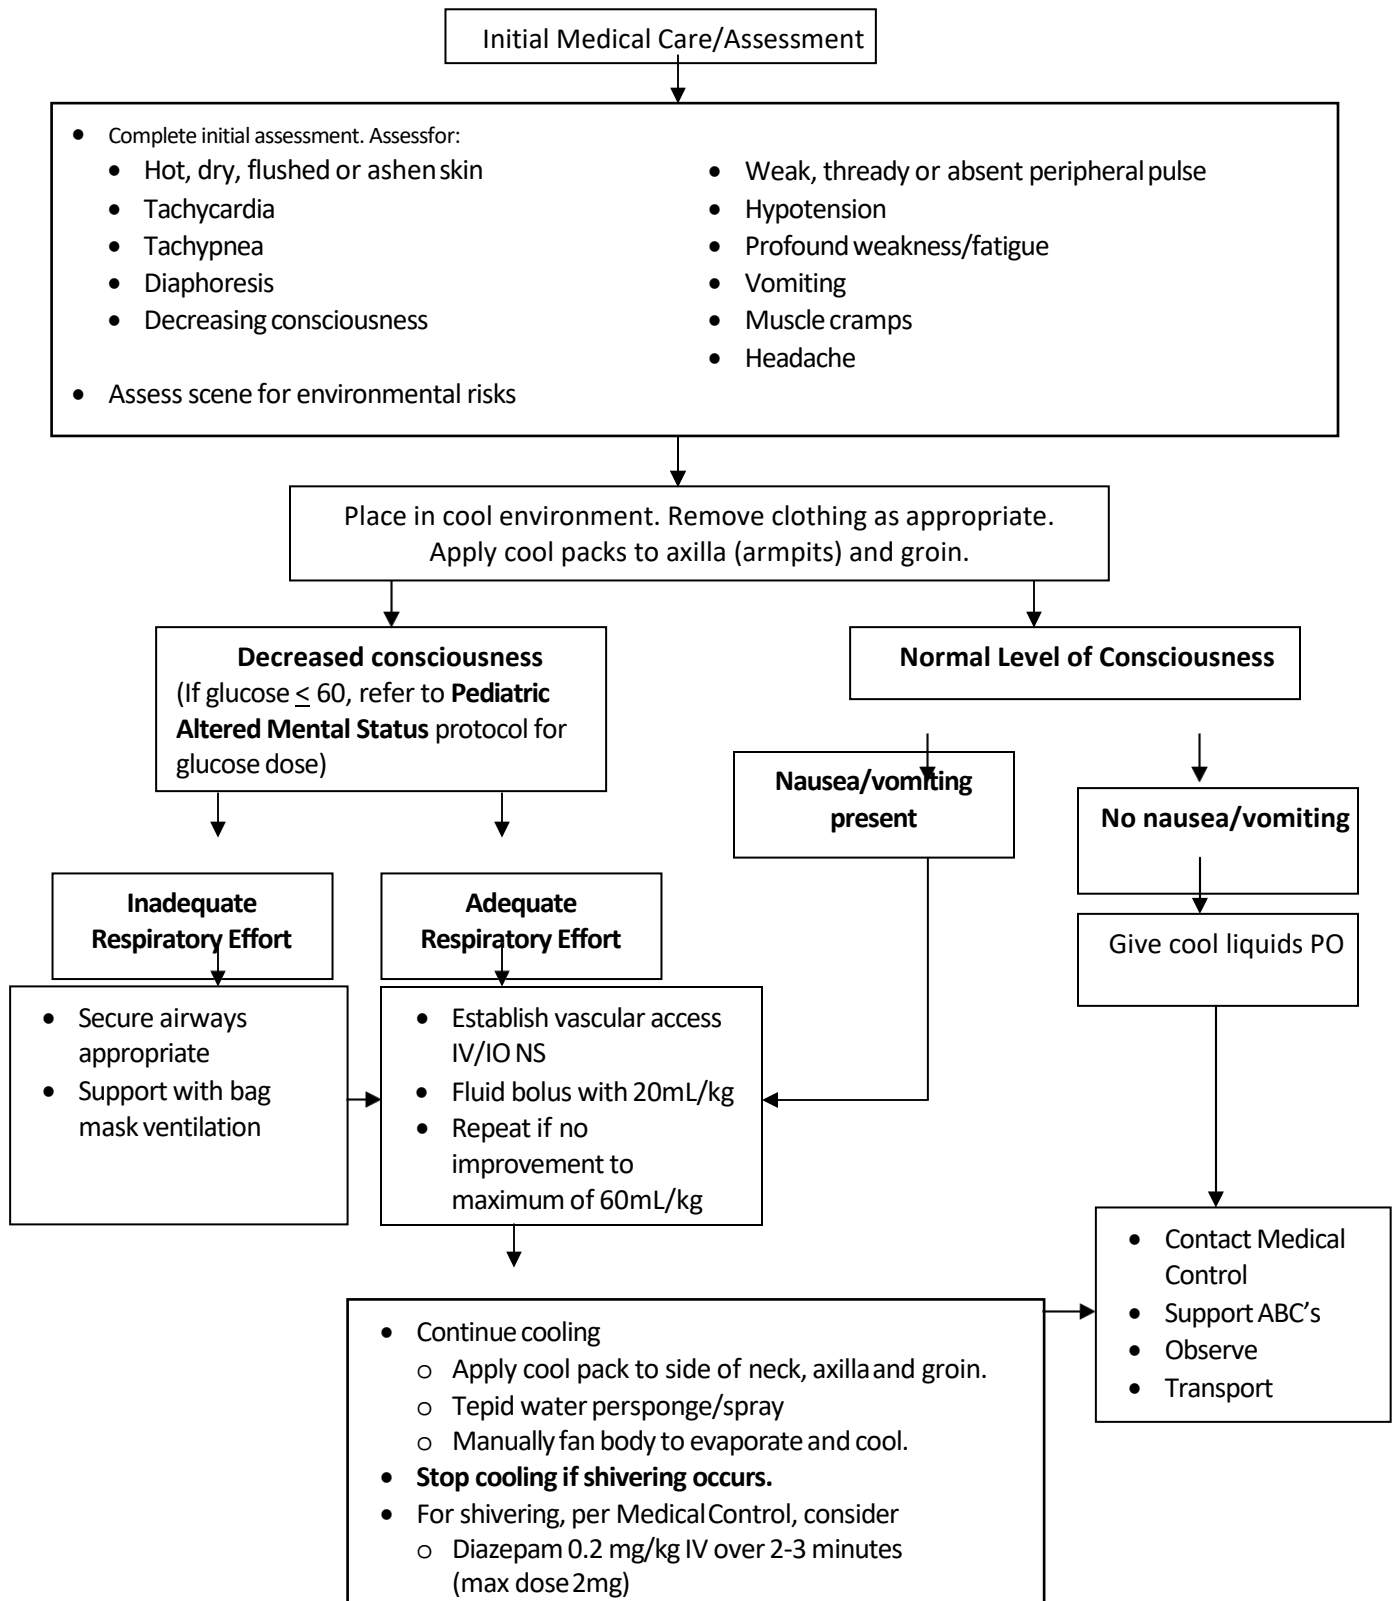 Initial Medical Care/Assessment
• Complete initial assessment. Assessfor:
• Hot, dry, flushed or ashen skin
• Tachycardia
• Tachypnea
• Diaphoresis
• Decreasing consciousness
• Weak, thready or absent peripheral pulse
• Hypotension
• Profound weakness/fatigue
• Vomiting
• Muscle cramps
• Headache
• Assess scene for environmental risks
Place in cool environment. Remove clothing as appropriate.
Apply cool packs to axilla (armpits) and groin.
Decreased consciousness
(If glucose ≤ 60, refer to Pediatric
Altered Mental Status protocol for
glucose dose)
Normal Level of Consciousness
Nausea/vomiting
present
No nausea/vomiting
Inadequate
Respiratory Effort
Adequate
Respiratory Effort
Give cool liquids PO
• Secure airways
appropriate
• Support with bag
mask ventilation
• Establish vascular access
IV/IO NS
• Fluid bolus with 20mL/kg
• Repeat if no
improvement to
maximum of 60mL/kg
• Contact Medical
Control
• Support ABC’s
• Observe
• Transport
• Continue cooling
o Apply cool pack to side of neck, axilla and groin.
o Tepid water persponge/spray
o Manually fan body to evaporate and cool.
• Stop cooling if shivering occurs.
• For shivering, per Medical Control, consider
o Diazepam 0.2 mg/kg IV over 2-3 minutes
(max dose 2mg)